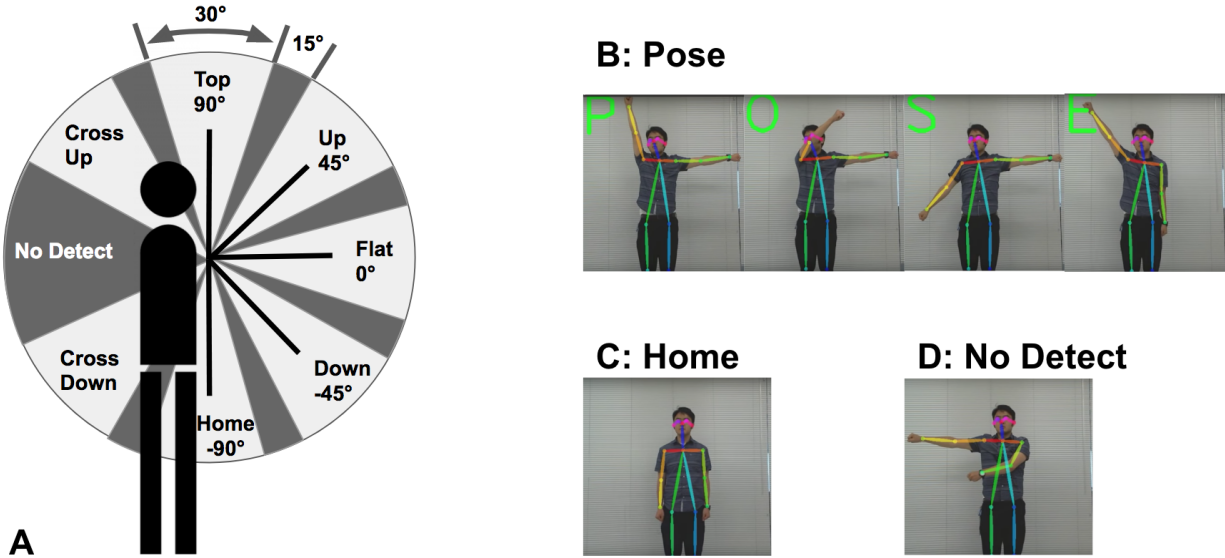 30°
15°
Top
90°
Cross
Up
Up
45°
No Detect
Flat
0°
Cross
Down
Down
-45°
Home
-90°
A
B: Pose
P
O
S
E
C: Home
D: No Detect